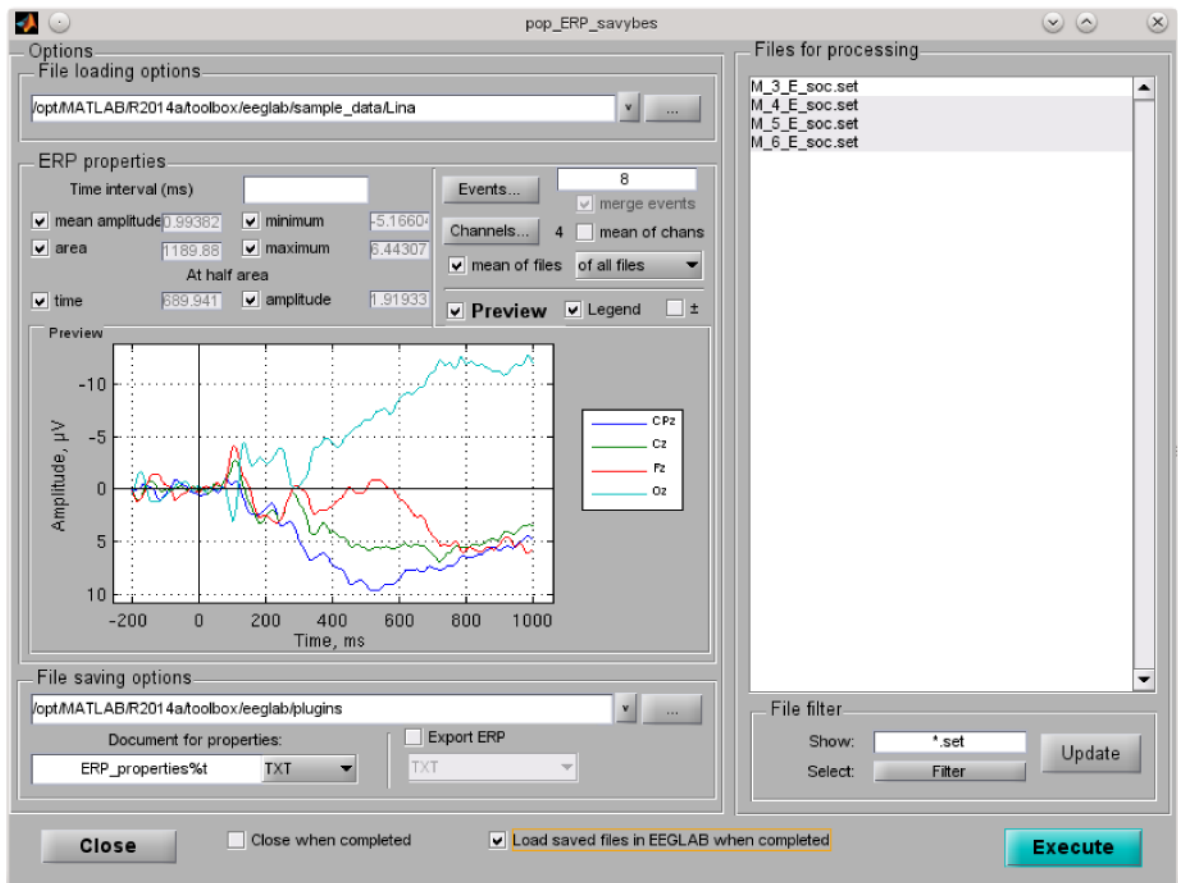 pop_ERP_savybes
Options
File loading options
/opt/MATLAB/R2014a/toolbox/eeglab/sample_data/Lina
v
...
ERP properties
Time interval (ms)
mean amplitude 0.99382
minimum -5.16604
area 1189.88
maximum 6.44307
At half area
time 689.941
amplitude 1.91933
Events...
8
merge events
Channels...
4
mean of chans
mean of files
of all files
Preview
Legend
±
Preview
-10
-5
0
5
10
Amplitude, µV
-200 0 200 400 600 800 1000
Time, ms
CPz
Cz
Fz
Oz
File saving options
/opt/MATLAB/R2014a/toolbox/eeglab/plugins
v
...
Document for properties:
ERP_properties%t
TXT
Export ERP
TXT
Files for processing
M_3_E_soc.set
M_4_E_soc.set
M_5_E_soc.set
M_6_E_soc.set
File filter
Show: *.set
Select: Filter
Update
Close
Close when completed
Load saved files in EEGLAB when completed
Execute